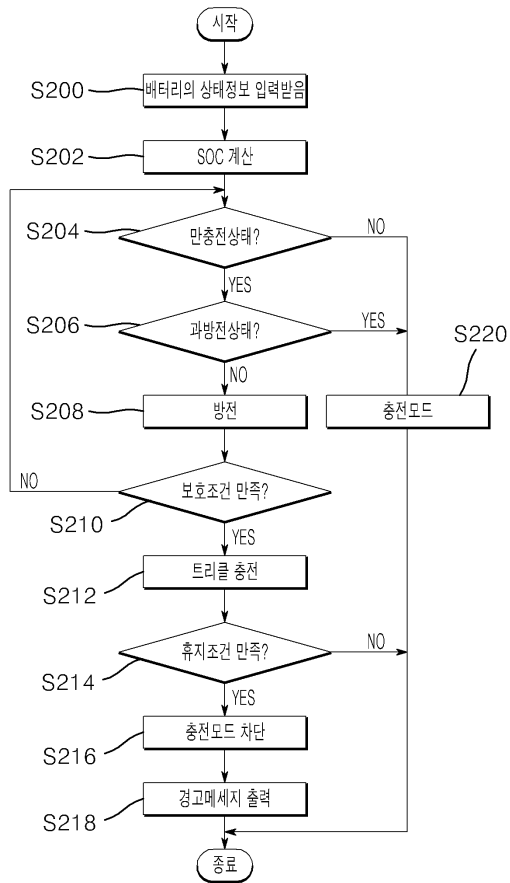 시작
S200
배터리의 상태정보 입력받음
S202
SOC 계산
S204
만충전상태?
NO
YES
S206
과방전상태?
YES
S220
NO
S208
방전
충전모드
NO
보호조건 만족?
S210
YES
S212
트리클 충전
S214
휴지조건 만족?
NO
YES
S216
충전모드 차단
S218
경고메세지 출력
종료